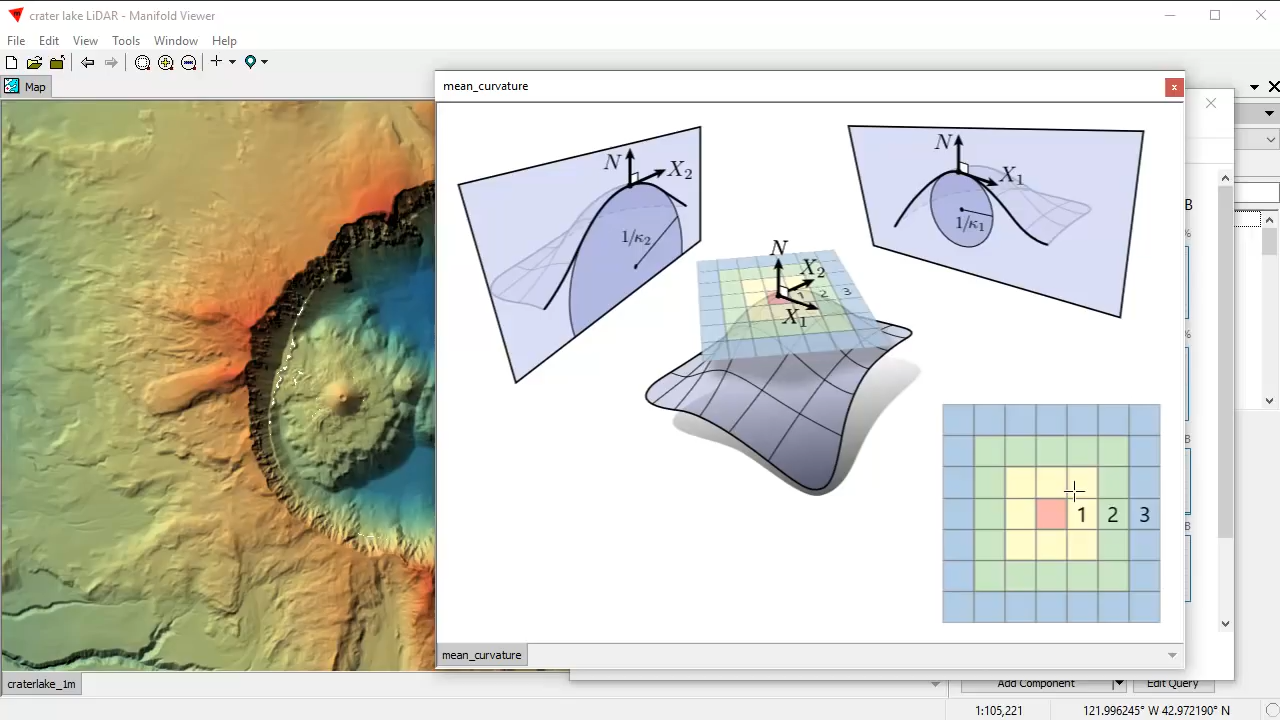 crater lake LiDAR - Manifold Viewer
File Edit View Tools Window Help
Map
mean_curvature
N
X₂
1/κ₂
N
X₁
1/κ₁
N
X₂
X₁
1 2 3
1 2 3
B
%
%
B
B
mean_curvature
craterlake_1m
Add Component
Edit Query
1:105,221
121.996245° W 42.972190° N